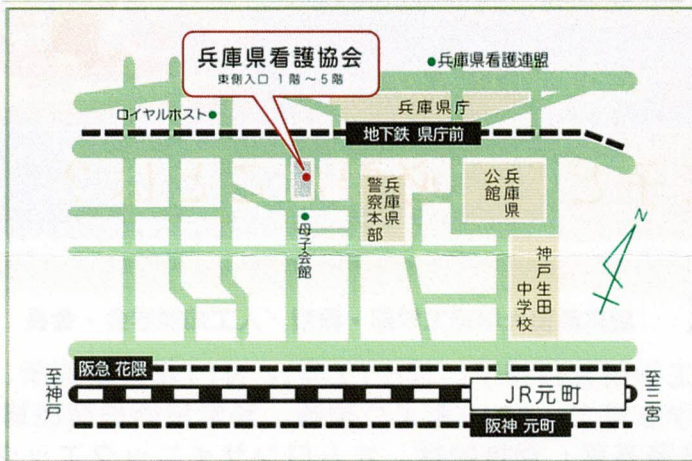 兵庫県看護協会
東側入口 1階～5階
兵庫県看護連盟
兵庫県庁
ロイヤルホスト
地下鉄 県庁前
兵庫県
公館
兵庫県
警察本部
母子会館
N
神戸生田
中学校
阪急 花隈
至神戸
JR元町
至三宮
阪神 元町